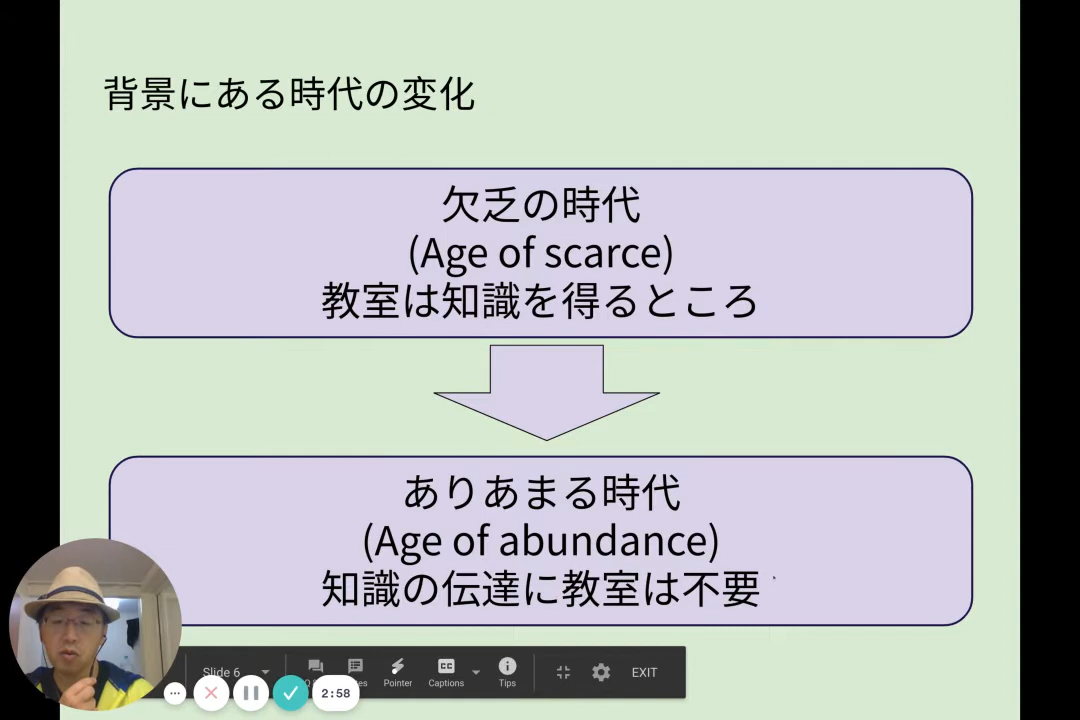 背景にある時代の変化
欠乏の時代
(Age of scarce)
教室は知識を得るところ
ありあまる時代
(Age of abundance)
知識の伝達に教室は不要
Slide 6
Pointer
Captions
Tips
EXIT
CC
2:58